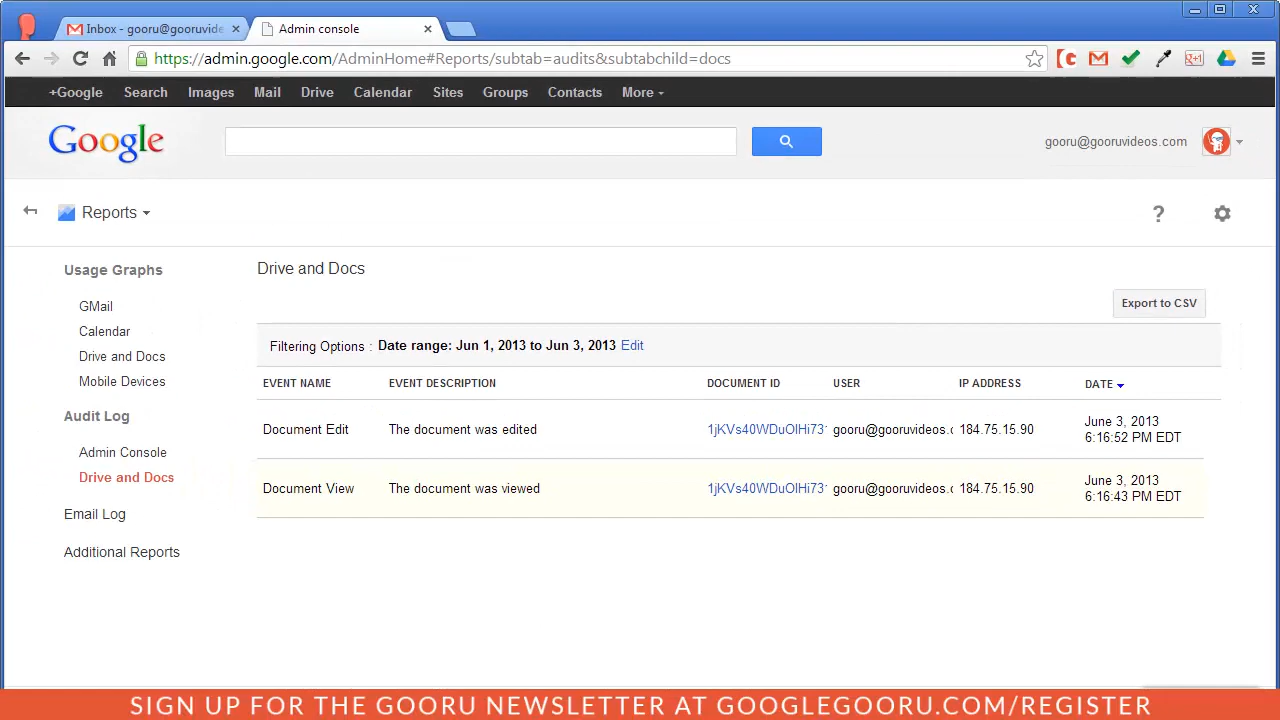 Inbox - gooru@gooruvide
Admin console
https://admin.google.com/AdminHome#Reports/subtab=audits&subtabchild=docs
+Google Search Images Mail Drive Calendar Sites Groups Contacts More
Google
gooru@gooruvideos.com
Reports
?
Usage Graphs
GMail
Calendar
Drive and Docs
Mobile Devices
Audit Log
Admin Console
Drive and Docs
Email Log
Additional Reports
Drive and Docs
Export to CSV
Filtering Options : Date range: Jun 1, 2013 to Jun 3, 2013 Edit
EVENT NAME EVENT DESCRIPTION DOCUMENT ID USER IP ADDRESS DATE
Document Edit The document was edited 1jKVs40WDuOlHi73 gooru@gooruvideos.c 184.75.15.90 June 3, 2013
6:16:52 PM EDT
Document View The document was viewed 1jKVs40WDuOlHi73 gooru@gooruvideos.c 184.75.15.90 June 3, 2013
6:16:43 PM EDT
SIGN UP FOR THE GOORU NEWSLETTER AT GOOGLEGOORU.COM/REGISTER